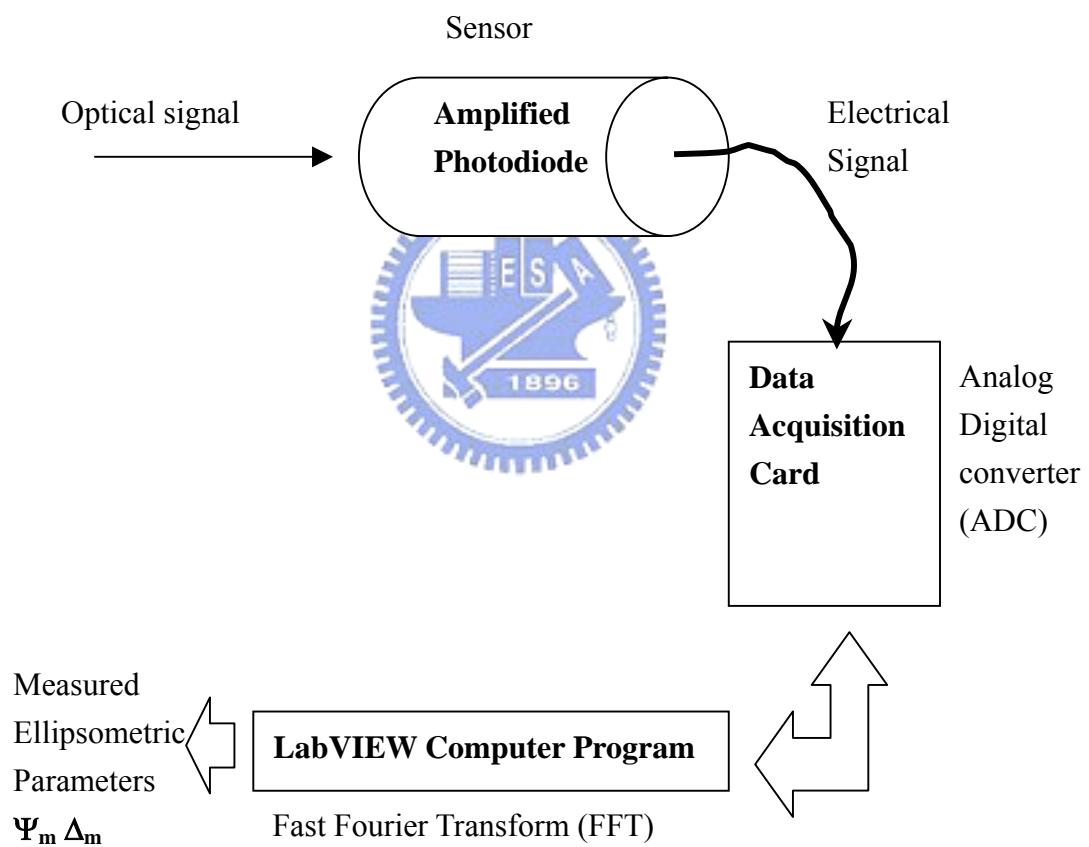 Sensor
Optical signal
Amplified
Photodiode
Electrical
Signal
E S A
1896
Data
Acquisition
Card
Analog
Digital
converter
(ADC)
Measured
Ellipsometric
Parameters
Ψm Δm
LabVIEW Computer Program
Fast Fourier Transform (FFT)